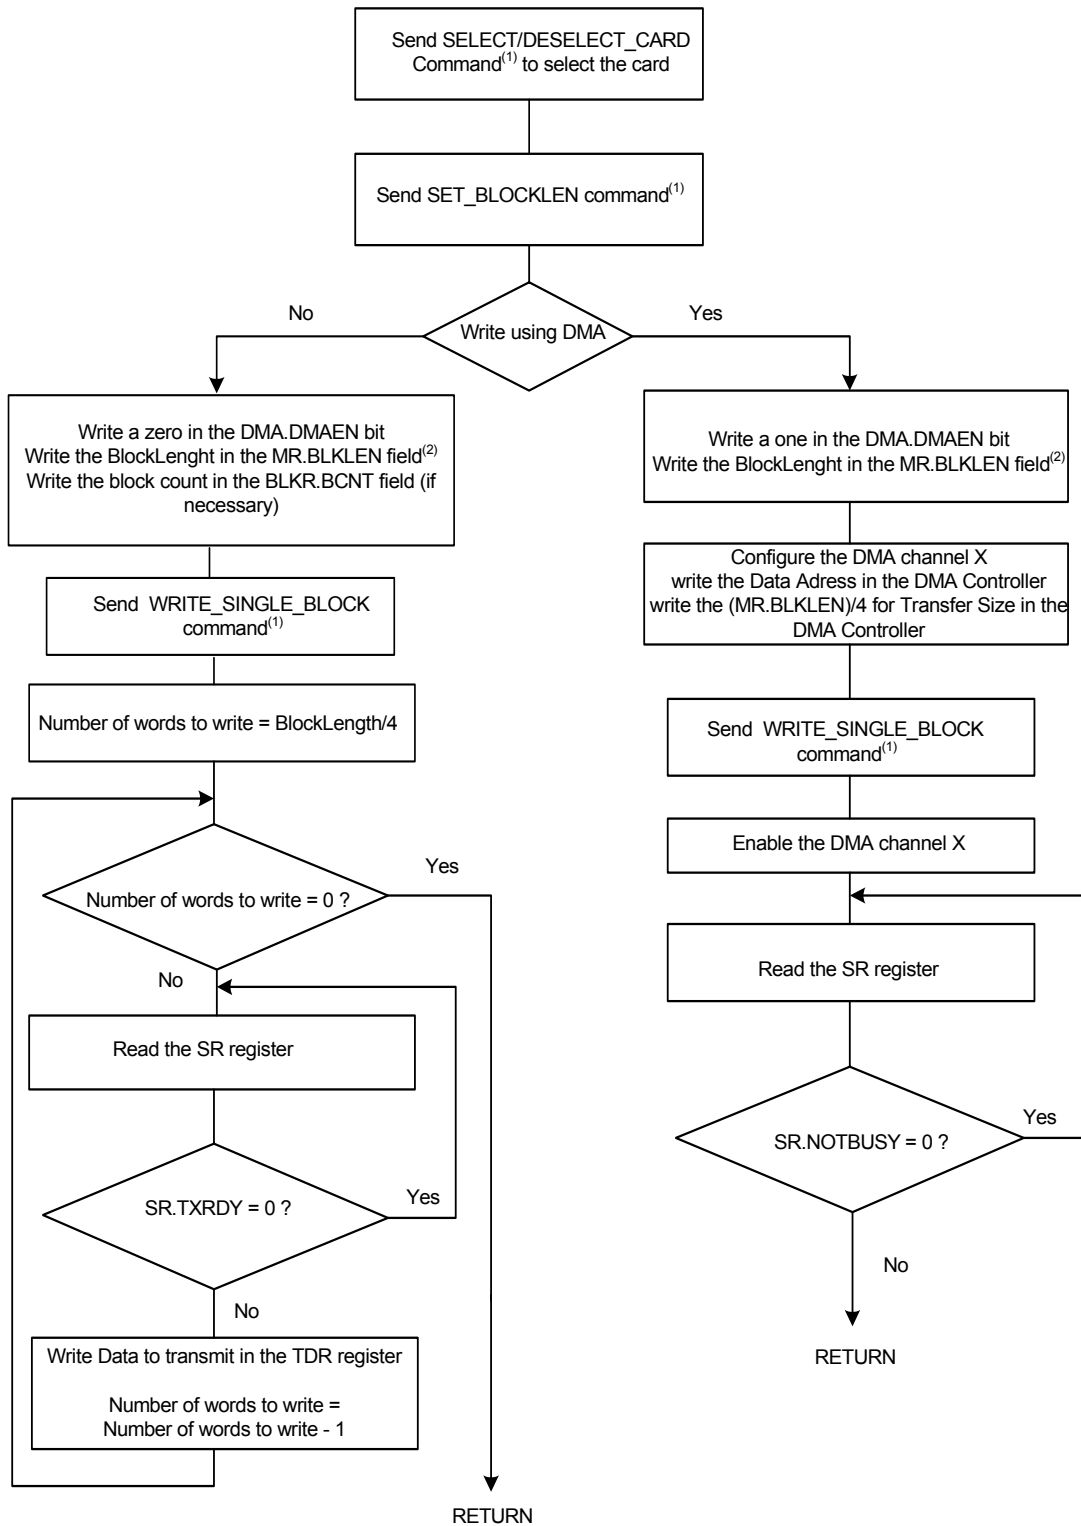 Send SELECT/DESELECT_CARD
Command(1) to select the card
Send SET_BLOCKLEN command(1)
No
Yes
Write using DMA
Write a zero in the DMA.DMAEN bit
Write the BlockLenght in the MR.BLKLEN field(2)
Write the block count in the BLKR.BCNT field (if
necessary)
Send WRITE_SINGLE_BLOCK
command(1)
Number of words to write = BlockLength/4
Yes
Number of words to write = 0 ?
No
Read the SR register
SR.TXRDY = 0 ?
Yes
No
Write Data to transmit in the TDR register
Number of words to write =
Number of words to write - 1
RETURN
Write a one in the DMA.DMAEN bit
Write the BlockLenght in the MR.BLKLEN field(2)
Configure the DMA channel X
write the Data Adress in the DMA Controller
write the (MR.BLKLEN)/4 for Transfer Size in the
DMA Controller
Send WRITE_SINGLE_BLOCK
command(1)
Enable the DMA channel X
Read the SR register
Yes
SR.NOTBUSY = 0 ?
No
RETURN